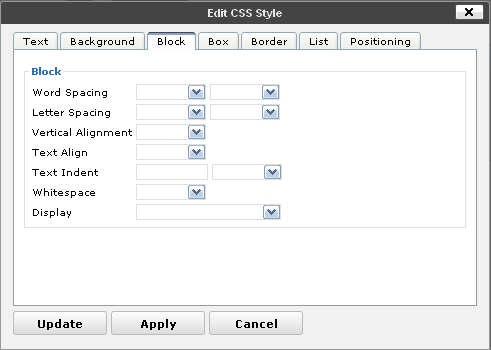 Edit CSS Style
Text Background Block Box Border List Positioning
Block
Word Spacing
Letter Spacing
Vertical Alignment
Text Align
Text Indent
Whitespace
Display
Update Apply Cancel